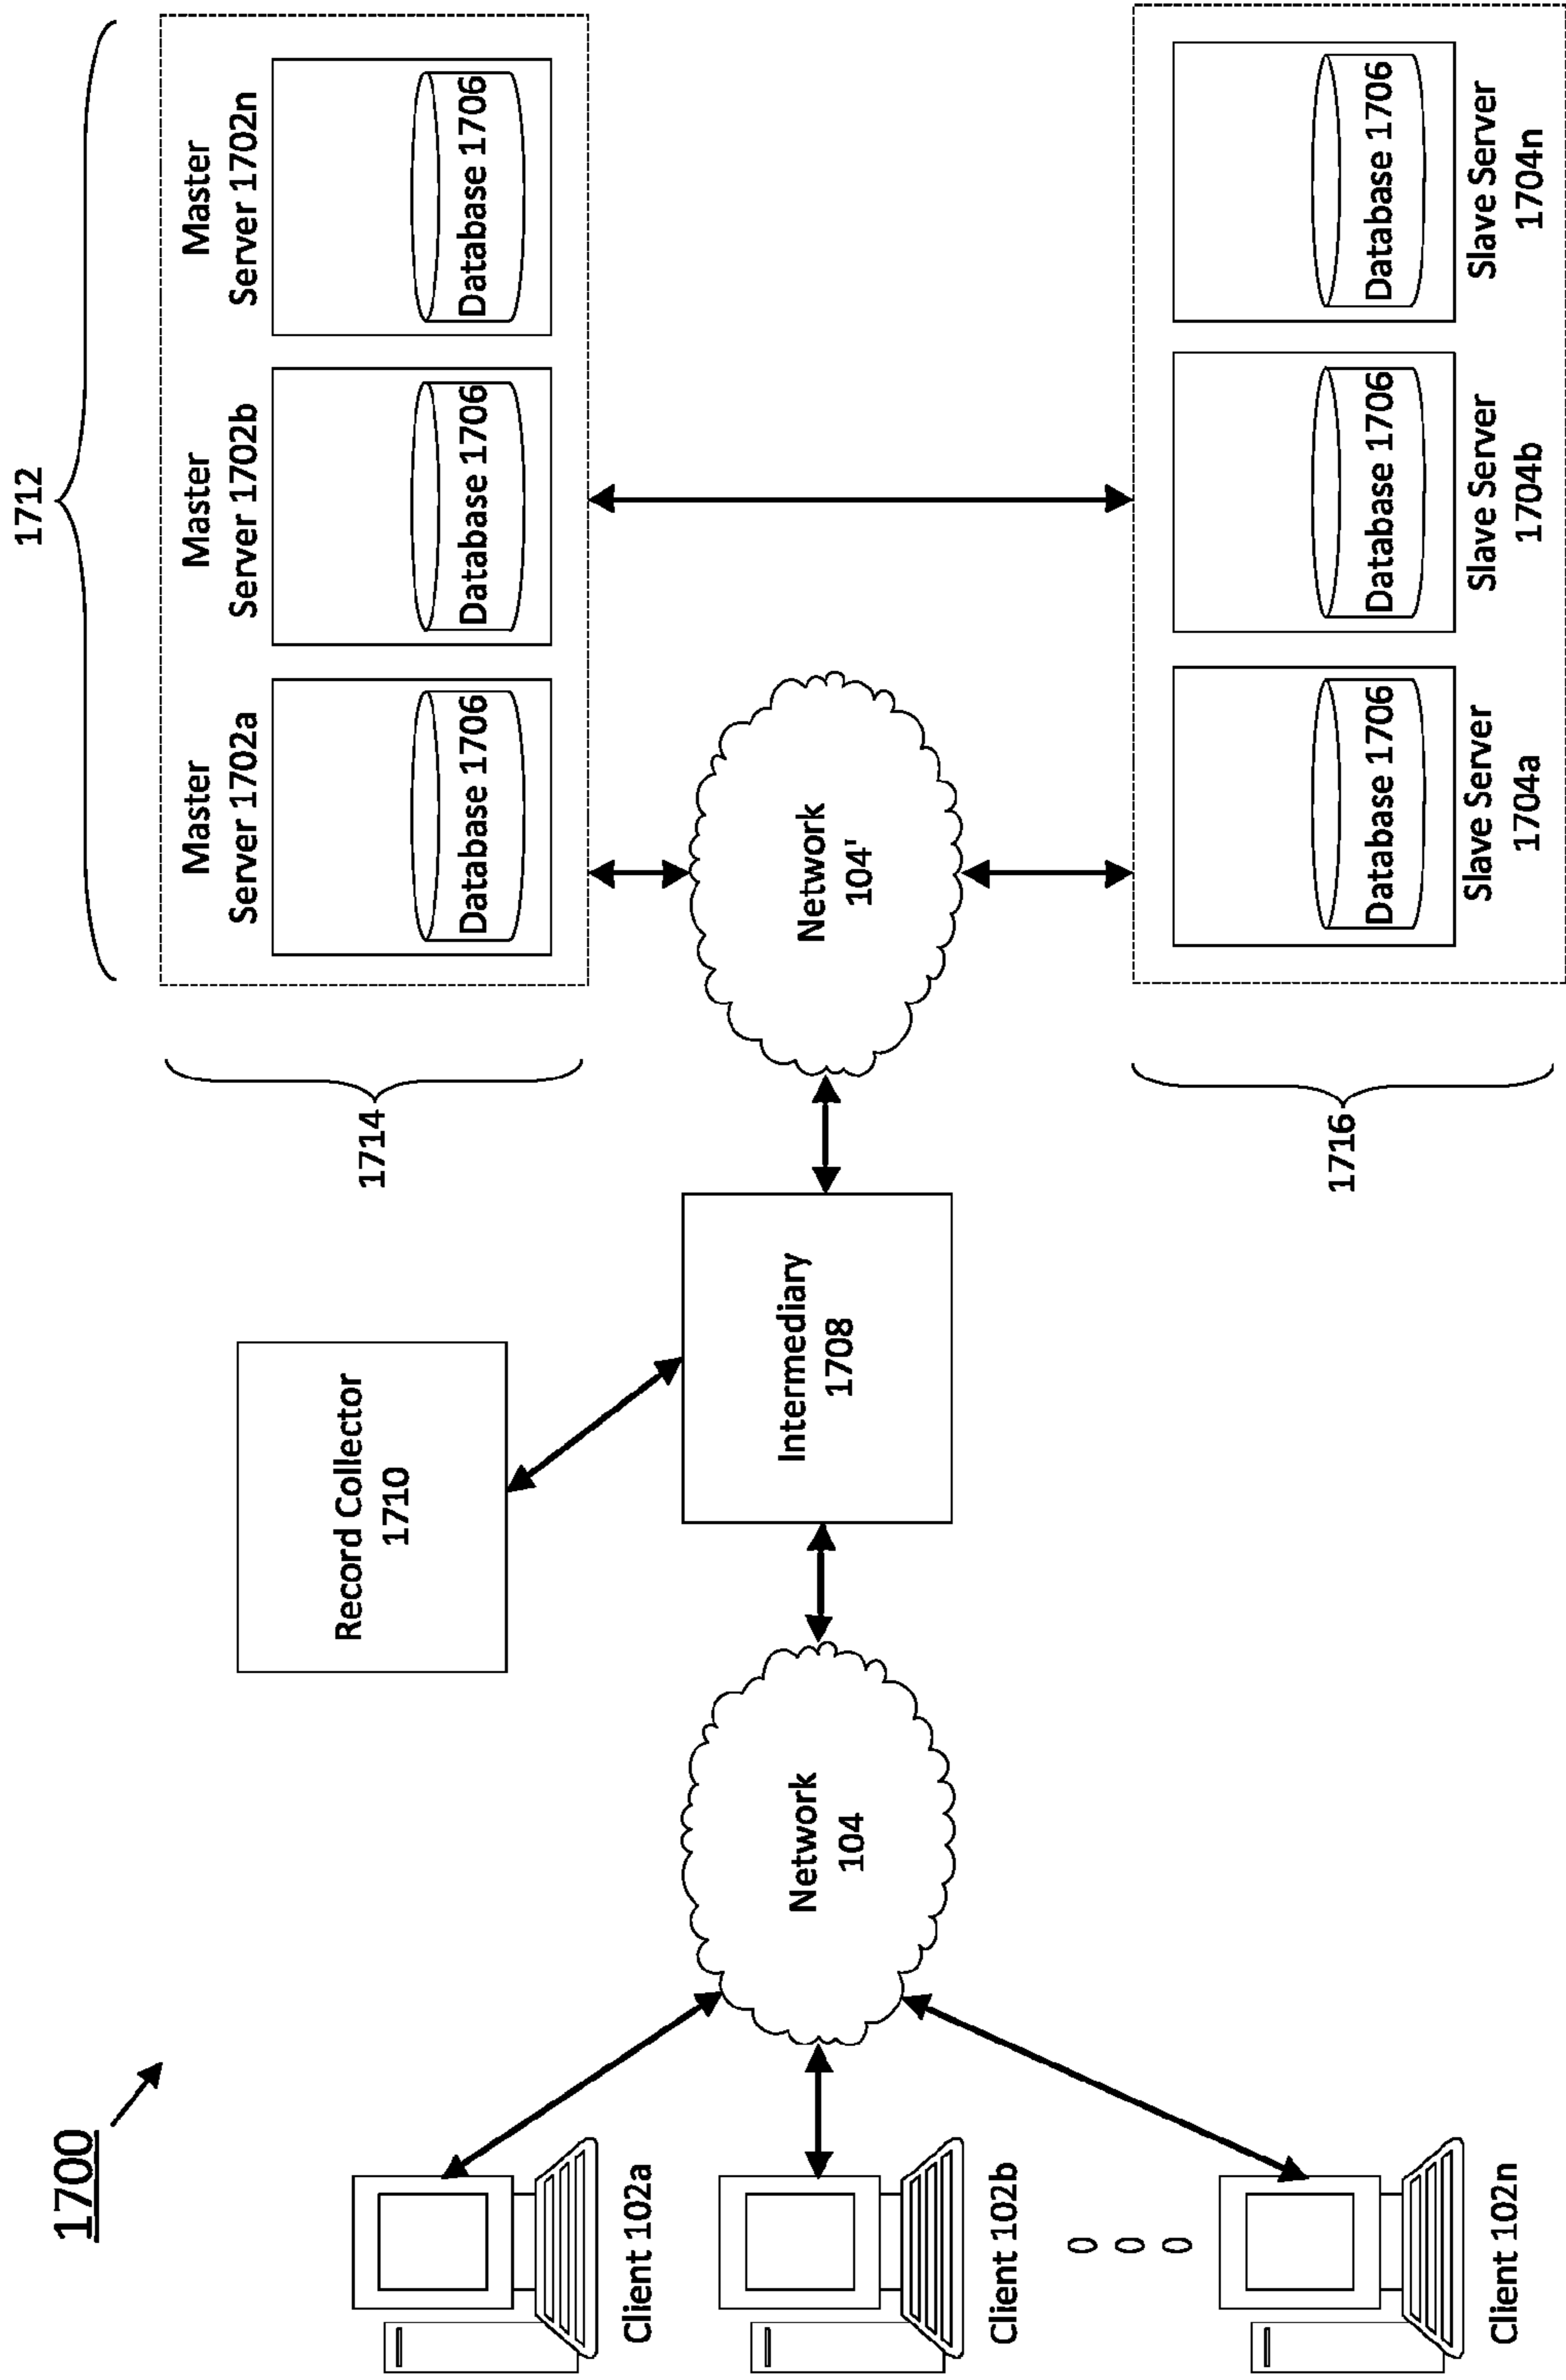 1700
1712
Master
Server 1702a
Master
Server 1702b
Master
Server 1702n
Database 1706
Database 1706
Database 1706
1714
Record Collector
1710
Client 102a
Network
104
Intermediary
1708
Network
104'
Client 102b
Client 102n
1716
Database 1706
Database 1706
Database 1706
Slave Server
1704a
Slave Server
1704b
Slave Server
1704n